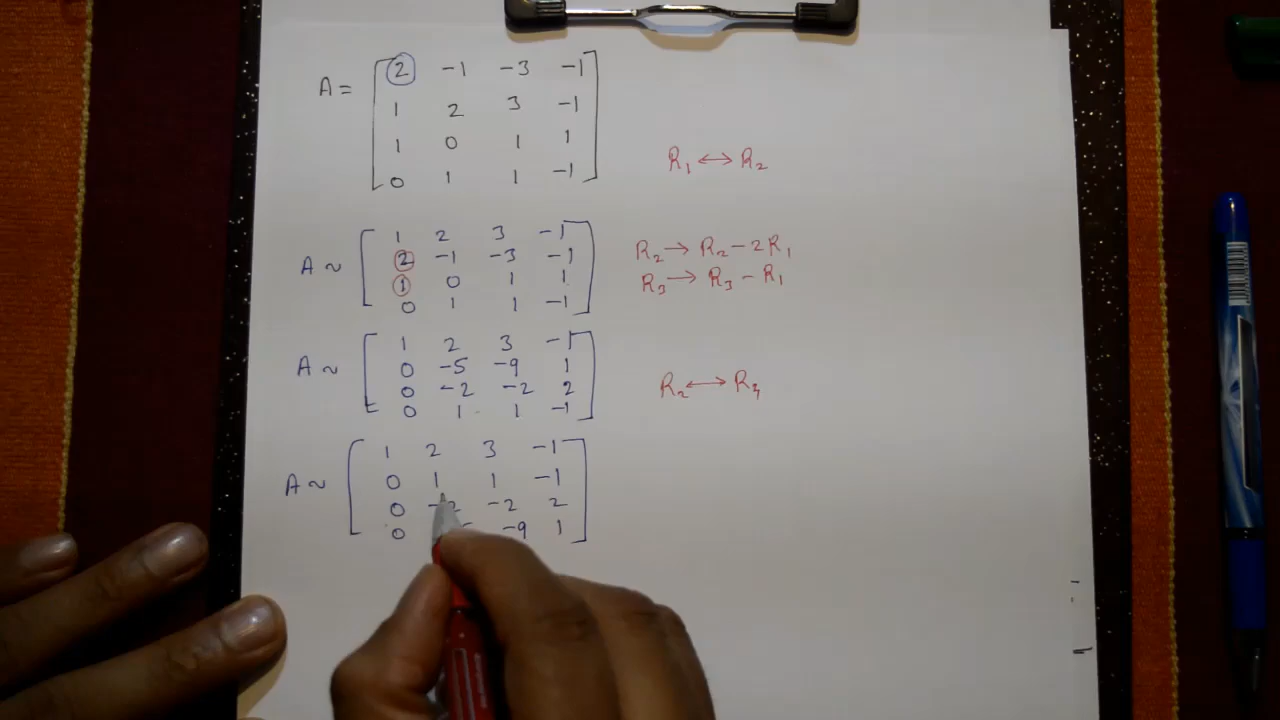 A = [ 2 -1 -3 -1
1 2 3 -1
1 0 1 1
R₁ ↔ R₂
0 1 1 -1 ]
A ~ [ 1 2 3 -1
2 -1 -3 -1 R₂ → R₂ - 2R₁
1 0 1 1 R₃ → R₃ - R₁
0 1 1 -1 ]
A ~ [ 1 2 3 -1
0 -5 -9 1
0 -2 -2 2 R₂ ↔ R₄
0 1 1 -1 ]
A ~ [ 1 2 3 -1
0 1 1 -1
0 -2 -2 2
0 -9 1 ]